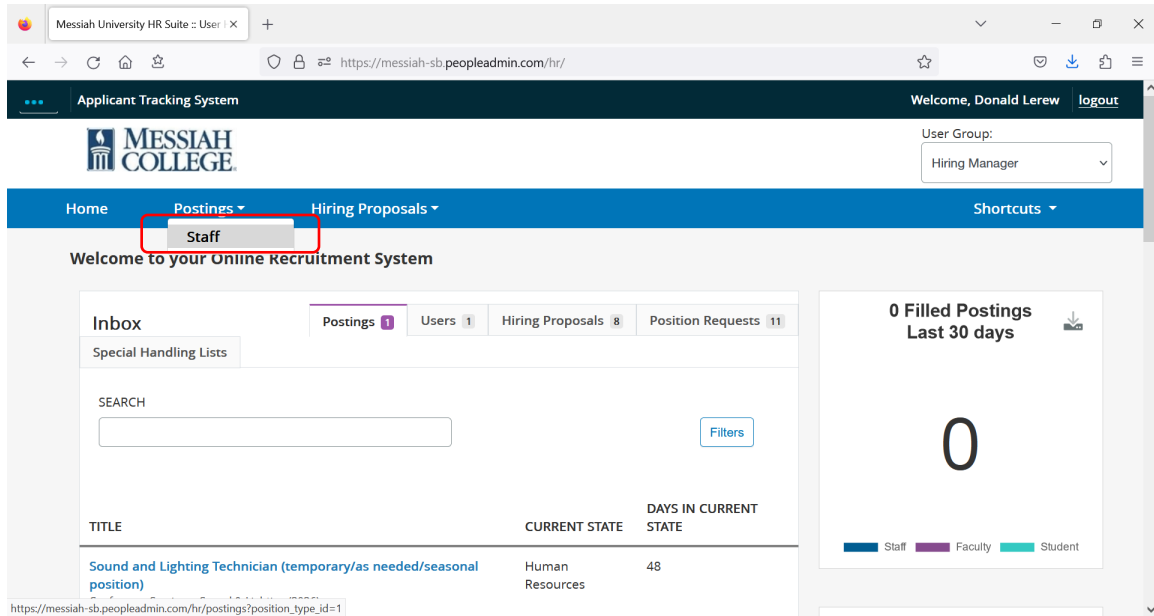 Messiah University HR Suite :: User
https://messiah-sb.peopleadmin.com/hr/
Applicant Tracking System
Welcome, Donald Lerew
logout
MESSIAH
COLLEGE
User Group:
Hiring Manager
Home
Postings
Hiring Proposals
Shortcuts
Staff
Welcome to your Online Recruitment System
Inbox
Postings 1
Users 1
Hiring Proposals 8
Position Requests 11
Special Handling Lists
0 Filled Postings
Last 30 days
SEARCH
Filters
0
TITLE
CURRENT STATE
DAYS IN CURRENT
STATE
Staff
Faculty
Student
Sound and Lighting Technician (temporary/as needed/seasonal
position)
Human
Resources
48
https://messiah-sb.peopleadmin.com/hr/postings?position_type_id=1